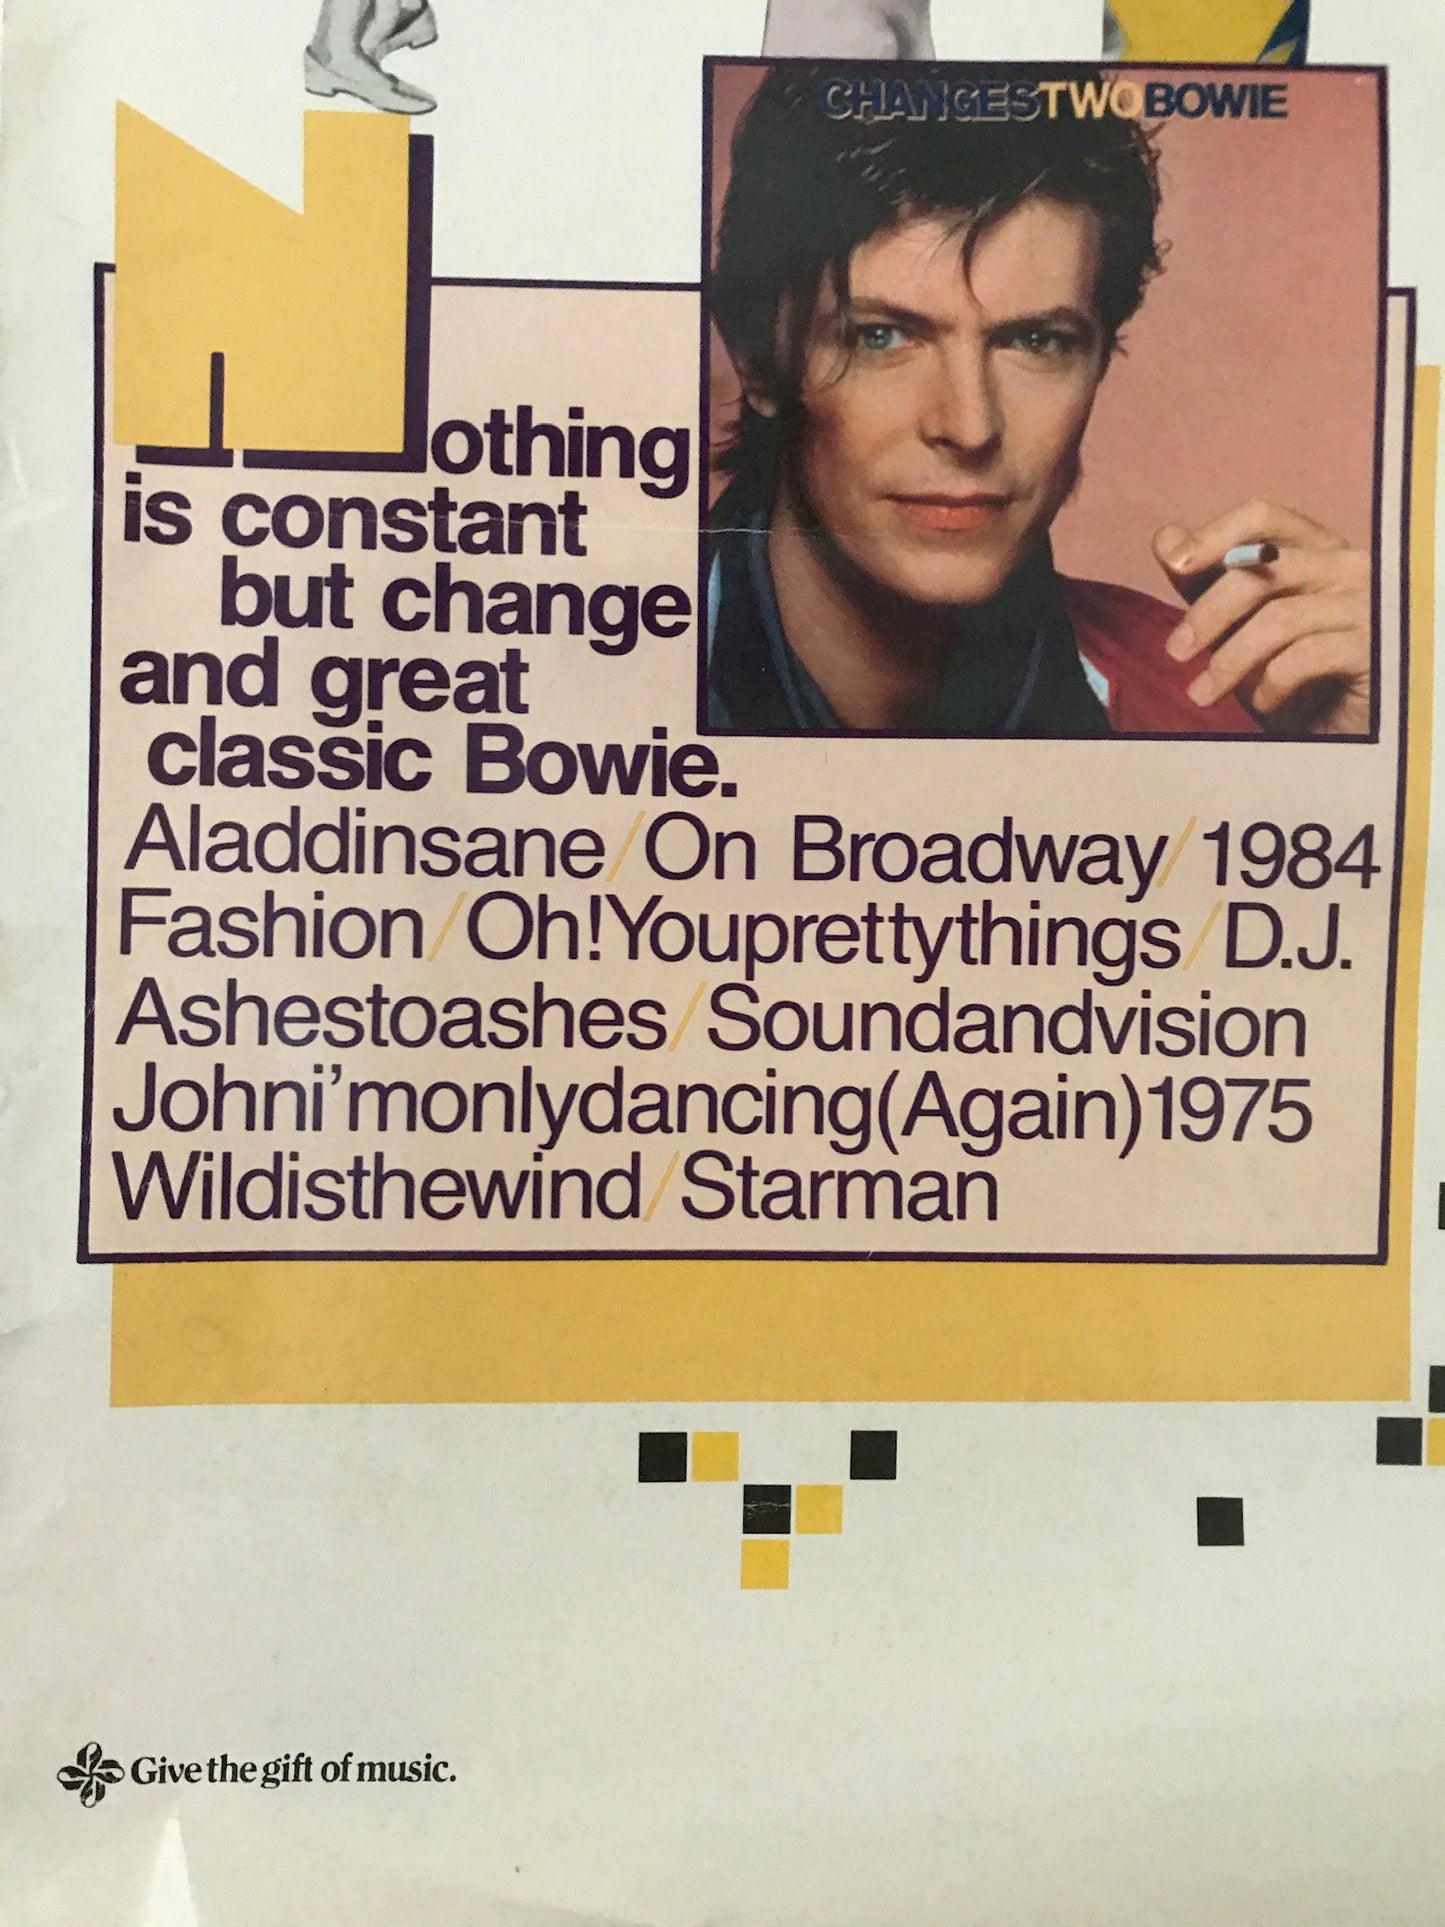 CHANGESTWOBOWIE
Nothing
is constant
but change
and great
classic Bowie.
Aladdinsane/On Broadway/1984
Fashion/Oh!Youprettythings/D.J.
Ashestoashes/Soundandvision
Johni'monlydancing(Again)1975
Wildisthewind/Starman
Give the gift of music.